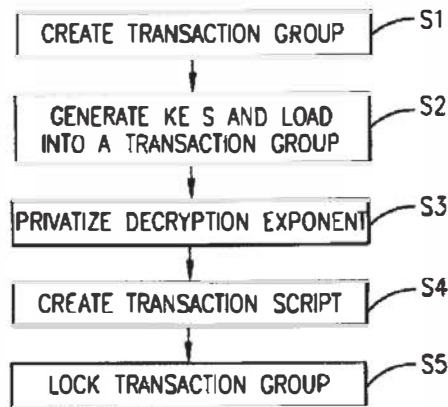 CREATE TRANSACTION GROUP
S1
GENERATE KE S AND LOAD
INTO A TRANSACTION GROUP
S2
PRIVATIZE DECRYPTION EXPONENT
S3
CREATE TRANSACTION SCRIPT
S4
LOCK TRANSACTION GROUP
S5